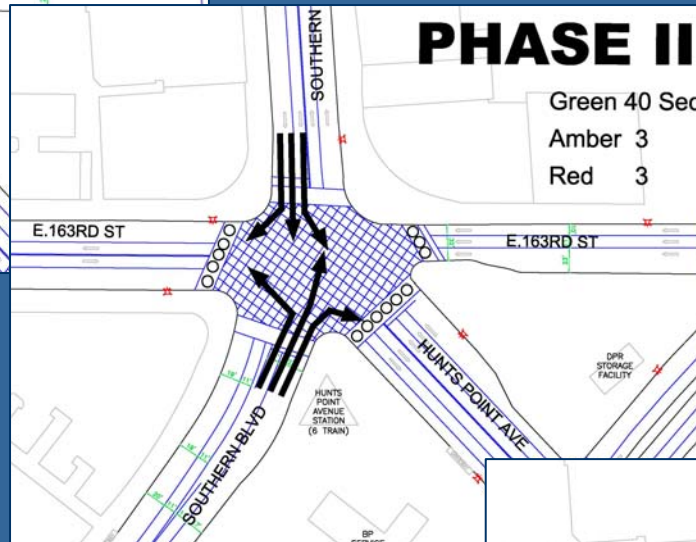 PHASE II
Green 40 Sec
Amber 3
Red 3
SOUTHERN
E.163RD ST
E.163RD ST
HUNTS POINT AVE
DPR
STORAGE
FACILITY
HUNTS
POINT
AVENUE
STATION
(6 TRAIN)
SOUTHERN BLVD
BP